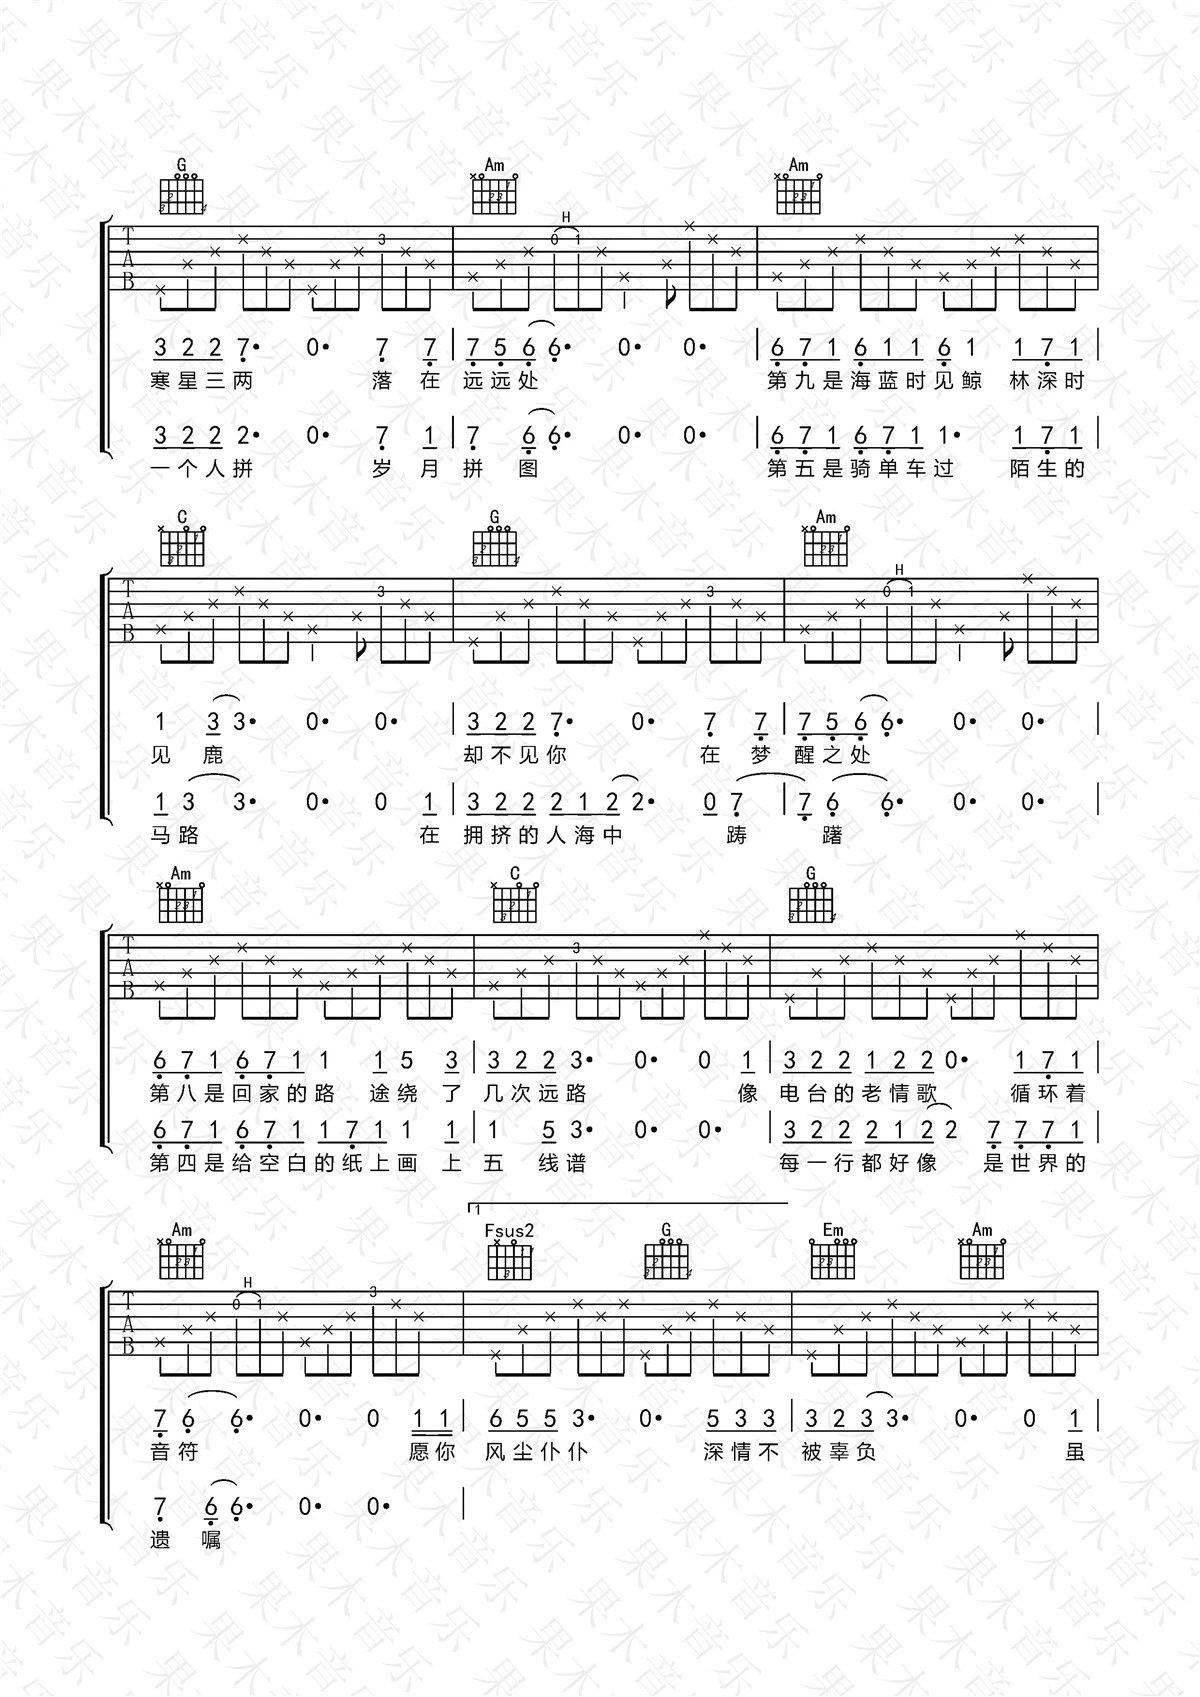 G Am Am
H
T A B 3 0 1
3 2 2 7· 0· 7 7 | 7 5 6 6· 0· 0· | 6 7 1 6 1 1 6 1 1 7 1 |
寒星三两 落在 远远处 第九是海蓝时见鲸 林深时
3 2 2 2· 0· 7 1 | 7 6 6· 0· 0· | 6 7 1 6 7 1 1· 1 7 1 |
一个人拼 岁月 拼图 第五是骑单车过 陌生的
C G Am
H
T A B 3 3 0 1
1 3 3· 0· 0· | 3 2 2 7· 0· 7 7 | 7 5 6 6· 0· 0· |
见鹿 却不见你 在梦 醒之处
1 3 3· 0· 0 1 | 3 2 2 2 1 2 2· 0 7 | 7 6 6· 0· 0· |
马路 在 拥挤的人海中 踌 躇
Am C G
T A B 3
6 7 1 6 7 1 1 1 5 3 | 3 2 2 3· 0· 0 1 | 3 2 2 1 2 2 0· 1 7 1 |
第八是回家的路 途绕了 几次远路 像 电台的老情歌 循环着
6 7 1 6 7 1 1 7 1 1 1 | 1 5 3· 0· 0· | 3 2 2 2 1 2 2 7 7 7 1 |
第四是给空白的纸上画上 五线谱 每一行都好像 是世界的
1
Am Fsus2 G Em Am
H
T A B 0 1 3
7 6 6· 0· 0 1 1 | 6 5 5 3· 0· 5 3 3 | 3 2 3 3· 0· 0 1 |
音符 愿你 风尘仆仆 深情不 被辜负 虽
7 6 6· 0· 0· |
遗嘱
果木音乐